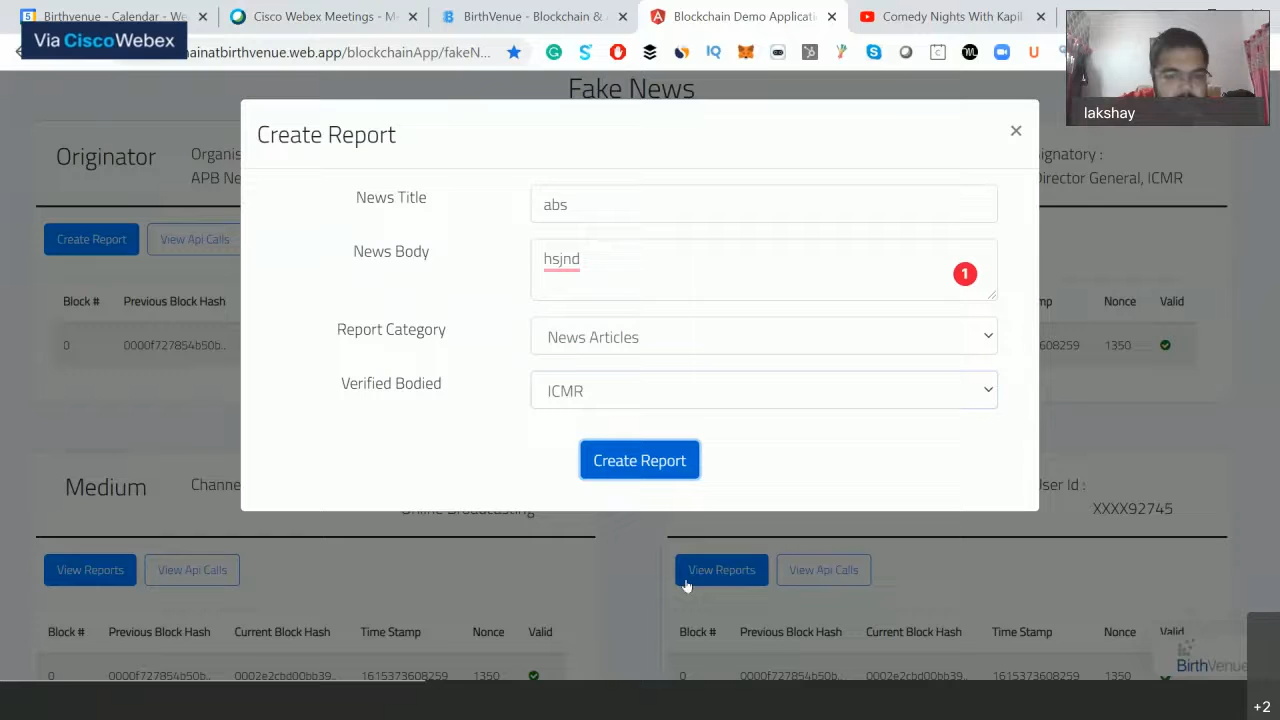 BirthVenue - Calendar - W
Cisco Webex Meetings - M
BirthVenue - Blockchain &
Blockchain Demo Applicati
Comedy Nights With Kapil
Via CiscoWebex
ainatbirthvenue.web.app/blockchainApp/fakeN...
lakshay
Fake News
Create Report
Originator
Organis
APB Ne
ignatory :
Director General, ICMR
News Title
abs
Create Report
View Api Calls
News Body
hsjnd
1
Block #
Previous Block Hash
mp
Nonce
Valid
0
0000f727854b50b..
3608259
1350
Report Category
News Articles
Verified Bodied
ICMR
Create Report
Medium
Channe
Online Broadcasting
User Id :
XXXX92745
View Reports
View Api Calls
View Reports
View Api Calls
Block #
Previous Block Hash
Current Block Hash
Time Stamp
Nonce
Valid
Block #
Previous Block Hash
Current Block Hash
Time Stamp
Nonce
Valid
0
0000f727854b50b..
0002e2cbd00bb39..
1615373608259
1350
0
0000f727854b50b..
0002e2cbd00bb39..
1615373608259
1350
BirthVenue
+2